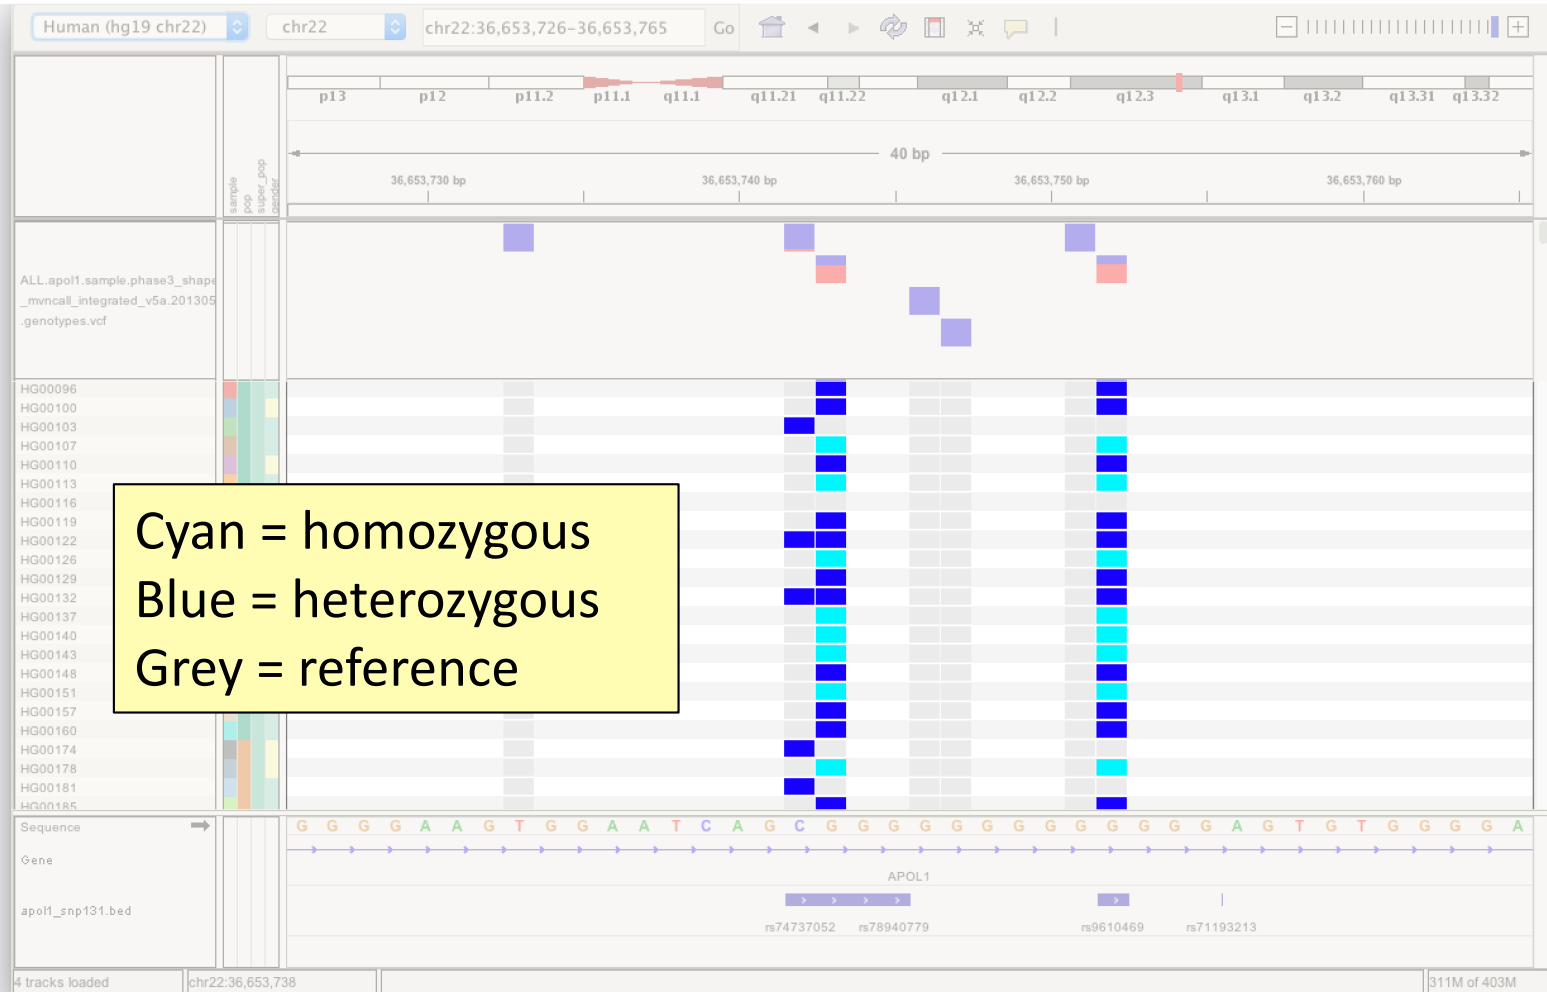 Human (hg19 chr22) chr22 chr22:36,653,726-36,653,765 Go
p13 p12 p11.2 p11.1 q11.1 q11.21 q11.22 q12.1 q12.2 q12.3 q13.1 q13.2 q13.31 q13.32
40 bp
36,653,730 bp 36,653,740 bp 36,653,750 bp 36,653,760 bp
sample
pop
super_pop
gender
ALL.apol1.sample.phase3_shape
_mvncall_integrated_v5a.201305
.genotypes.vcf
HG00096
HG00100
HG00103
HG00107
HG00110
HG00113
HG00116
HG00119
HG00122
HG00126
HG00129
HG00132
HG00137
HG00140
HG00143
HG00148
HG00151
HG00157
HG00160
HG00174
HG00178
HG00181
HG00185
Cyan = homozygous
Blue = heterozygous
Grey = reference
Sequence G G G G A A G T G G A A T C A G C G G G G G G G G G G G G G A G T G T G G G G A
Gene
APOL1
apol1_snp131.bed
rs74737052 rs78940779 rs9610469 rs71193213
4 tracks loaded chr22:36,653,738 311M of 403M